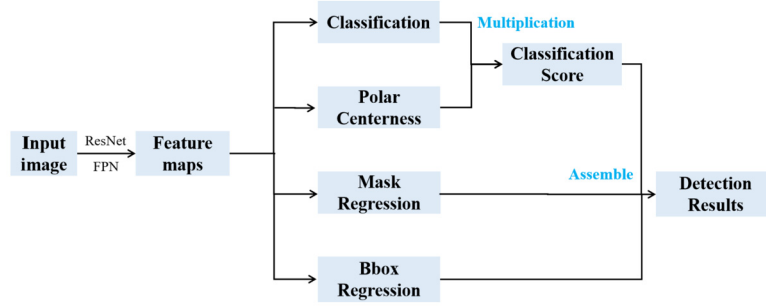 Classification
Multiplication
Classification
Score
Polar
Centerness
Input
image
ResNet
FPN
Feature
maps
Mask
Regression
Assemble
Detection
Results
Bbox
Regression